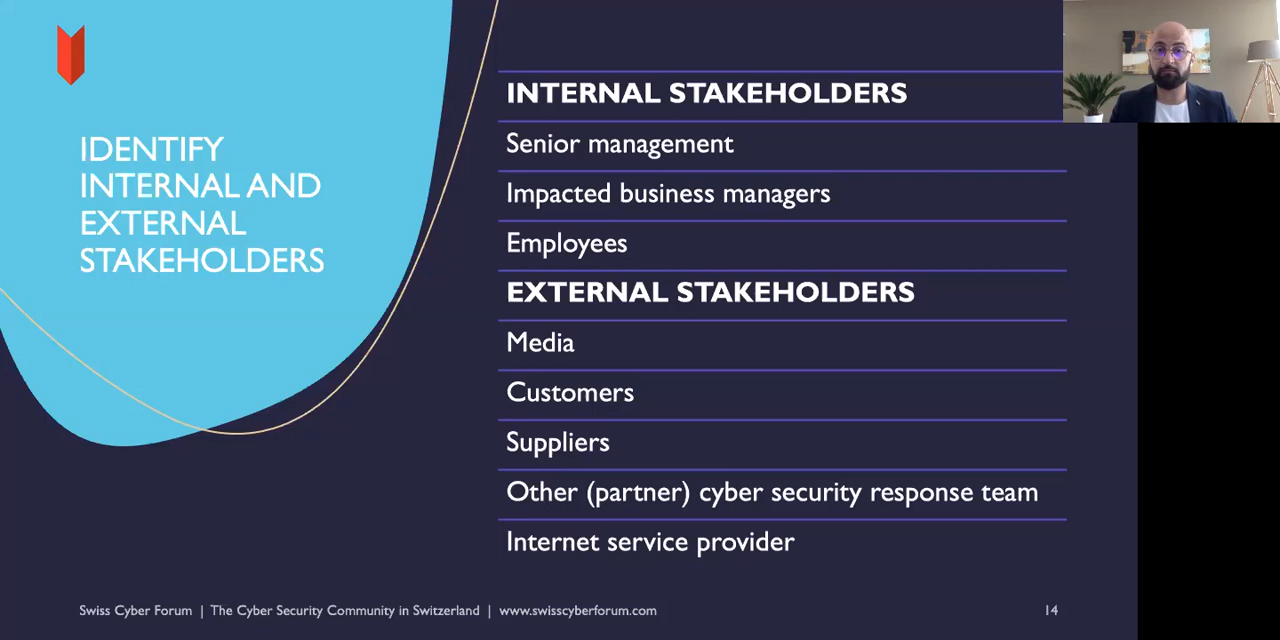 IDENTIFY
INTERNAL AND
EXTERNAL
STAKEHOLDERS
INTERNAL STAKEHOLDERS
Senior management
Impacted business managers
Employees
EXTERNAL STAKEHOLDERS
Media
Customers
Suppliers
Other (partner) cyber security response team
Internet service provider
Swiss Cyber Forum | The Cyber Security Community in Switzerland | www.swisscyberforum.com
14